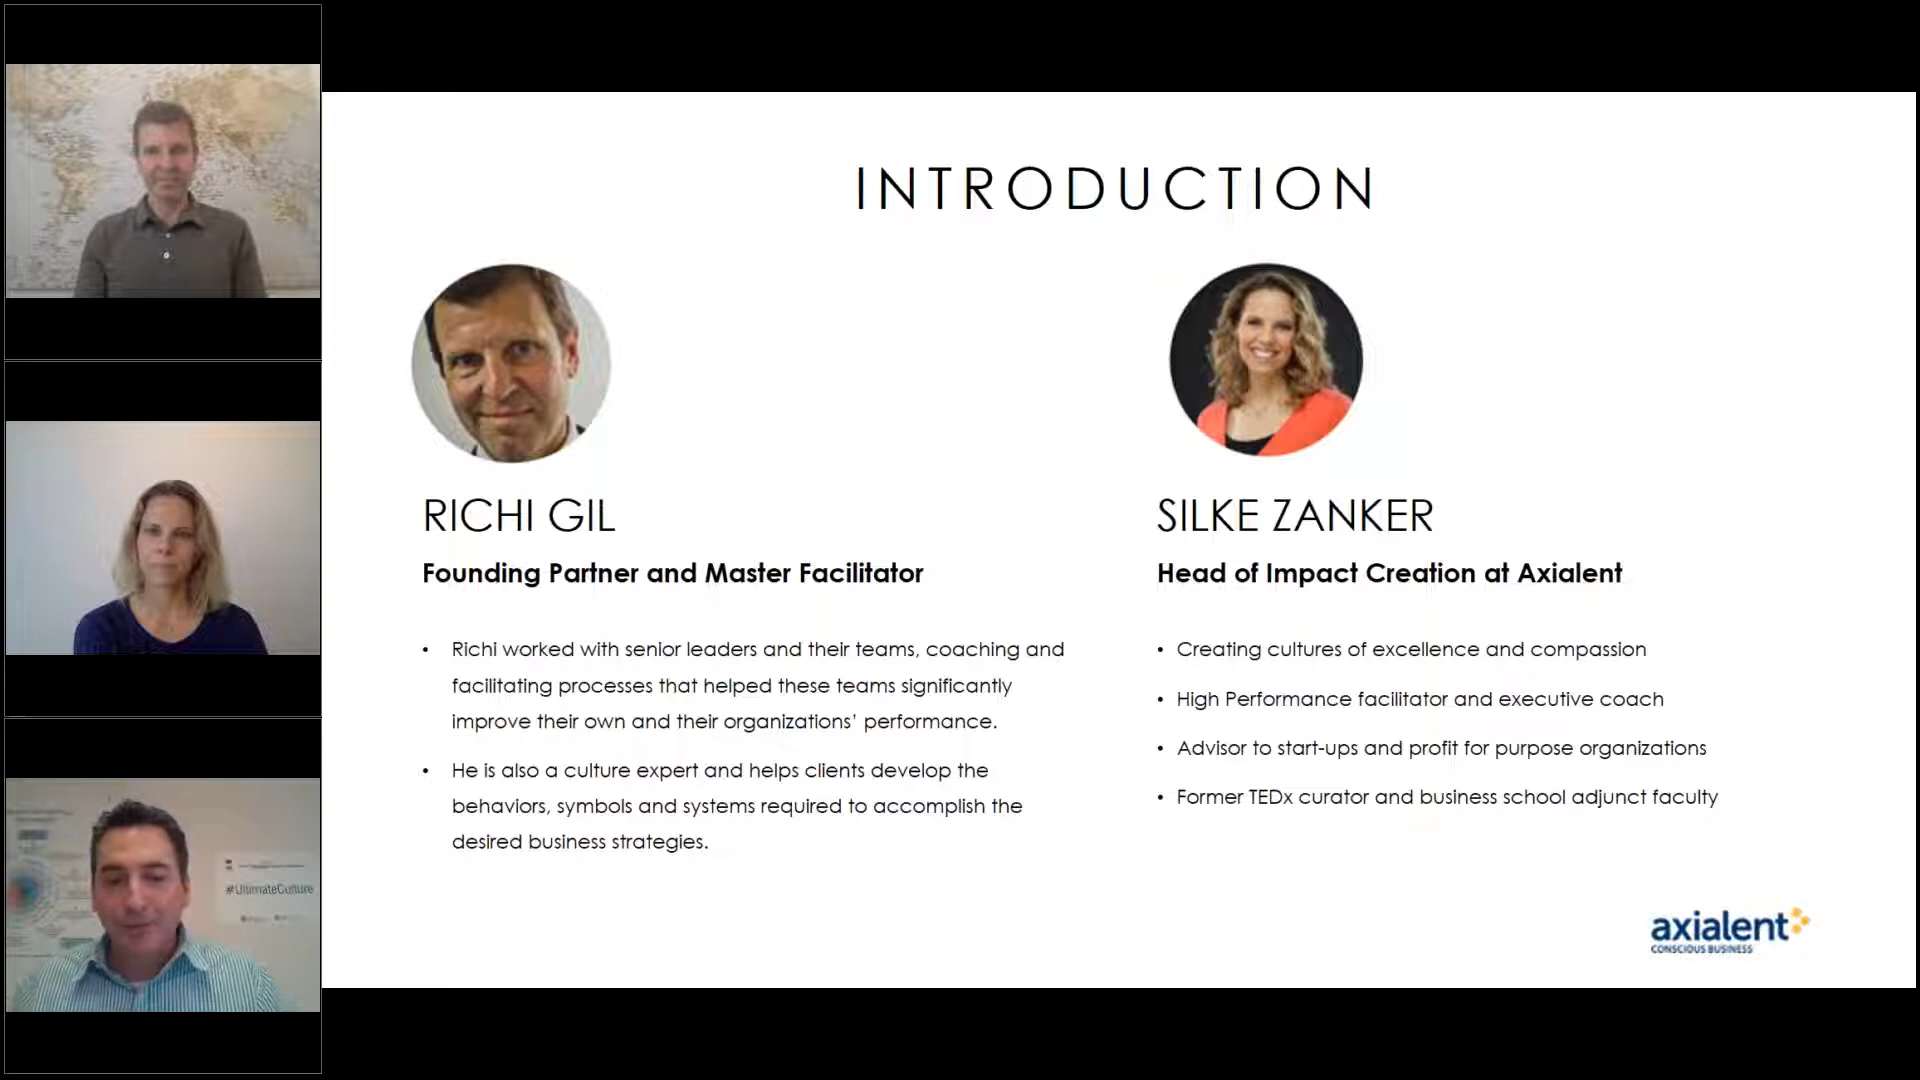 INTRODUCTION
RICHI GIL
Founding Partner and Master Facilitator
• Richi worked with senior leaders and their teams, coaching and
facilitating processes that helped these teams significantly
improve their own and their organizations’ performance.
• He is also a culture expert and helps clients develop the
behaviors, symbols and systems required to accomplish the
desired business strategies.
SILKE ZANKER
Head of Impact Creation at Axialent
• Creating cultures of excellence and compassion
• High Performance facilitator and executive coach
• Advisor to start-ups and profit for purpose organizations
• Former TEDx curator and business school adjunct faculty
#UltimateCulture
axialent
CONSCIOUS BUSINESS